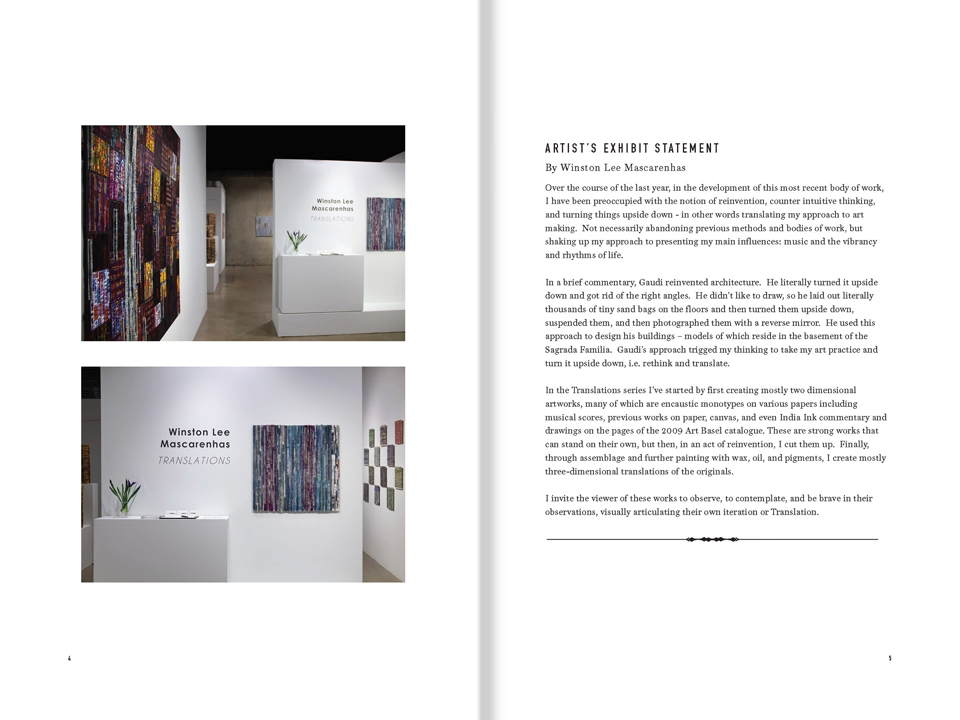 Winston Lee
Mascarenhas
TRANSLATIONS
Winston Lee
Mascarenhas
TRANSLATIONS
4
ARTIST'S EXHIBIT STATEMENT
By Winston Lee Mascarenhas
Over the course of the last year, in the development of this most recent body of work,
I have been preoccupied with the notion of reinvention, counter intuitive thinking,
and turning things upside down - in other words translating my approach to art
making.  Not necessarily abandoning previous methods and bodies of work, but
shaking up my approach to presenting my main influences: music and the vibrancy
and rhythms of life.
In a brief commentary, Gaudi reinvented architecture.  He literally turned it upside
down and got rid of the right angles.  He didn't like to draw, so he laid out literally
thousands of tiny sand bags on the floors and then turned them upside down,
suspended them, and then photographed them with a reverse mirror.  He used this
approach to design his buildings – models of which reside in the basement of the
Sagrada Familia.  Gaudi's approach trigged my thinking to take my art practice and
turn it upside down, i.e. rethink and translate.
In the Translations series I've started by first creating mostly two dimensional
artworks, many of which are encaustic monotypes on various papers including
musical scores, previous works on paper, canvas, and even India Ink commentary and
drawings on the pages of the 2009 Art Basel catalogue. These are strong works that
can stand on their own, but then, in an act of reinvention, I cut them up.  Finally,
through assemblage and further painting with wax, oil, and pigments, I create mostly
three-dimensional translations of the originals.
I invite the viewer of these works to observe, to contemplate, and be brave in their
observations, visually articulating their own iteration or Translation.
5